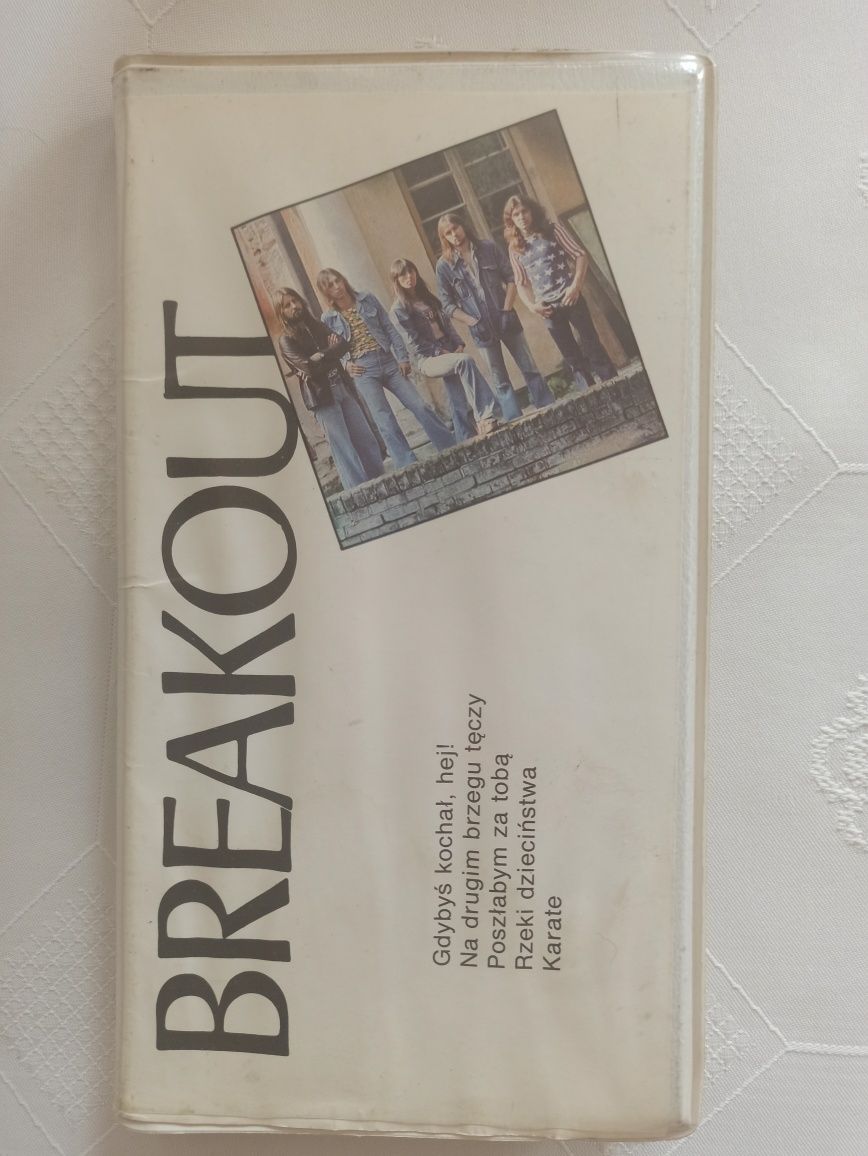 BREAKOUT
Gdybyś kochał, hej!
Na drugim brzegu tęczy
Poszłabym za tobą
Rzeki dzieciństwa
Karate